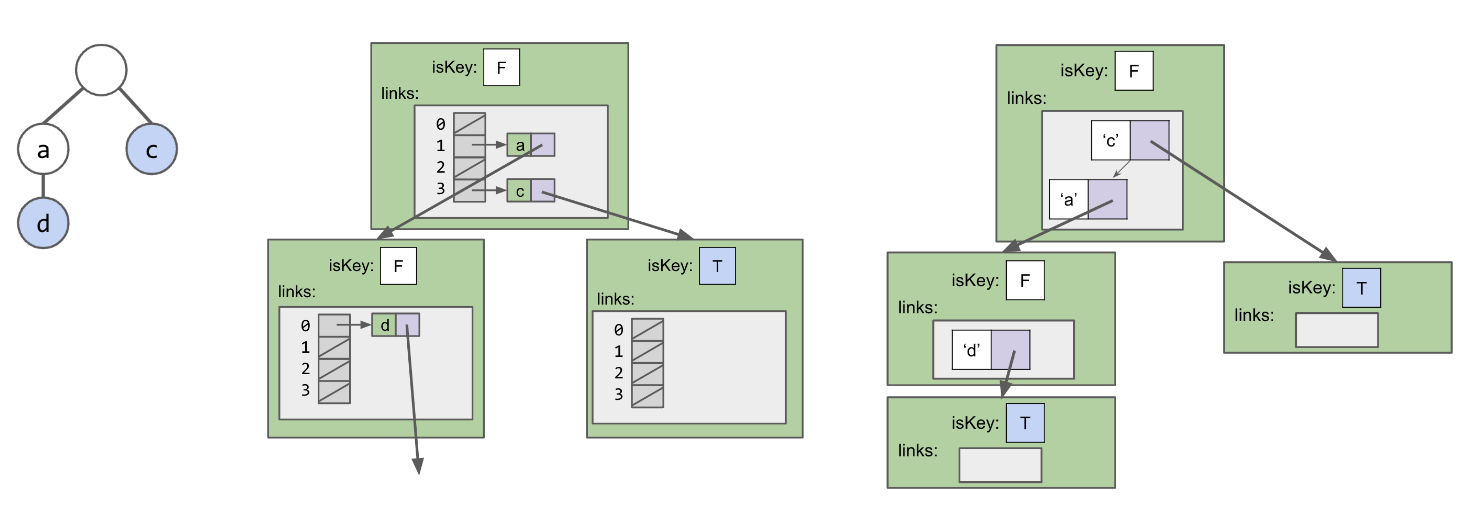 a
c
d
isKey: F
links:
0
1 a
2
3 c
isKey: F
links:
0 d
1
2
3
isKey: T
links:
0
1
2
3
isKey: F
links:
‘c’
‘a’
isKey: F
links:
‘d’
isKey: T
links:
isKey: T
links: